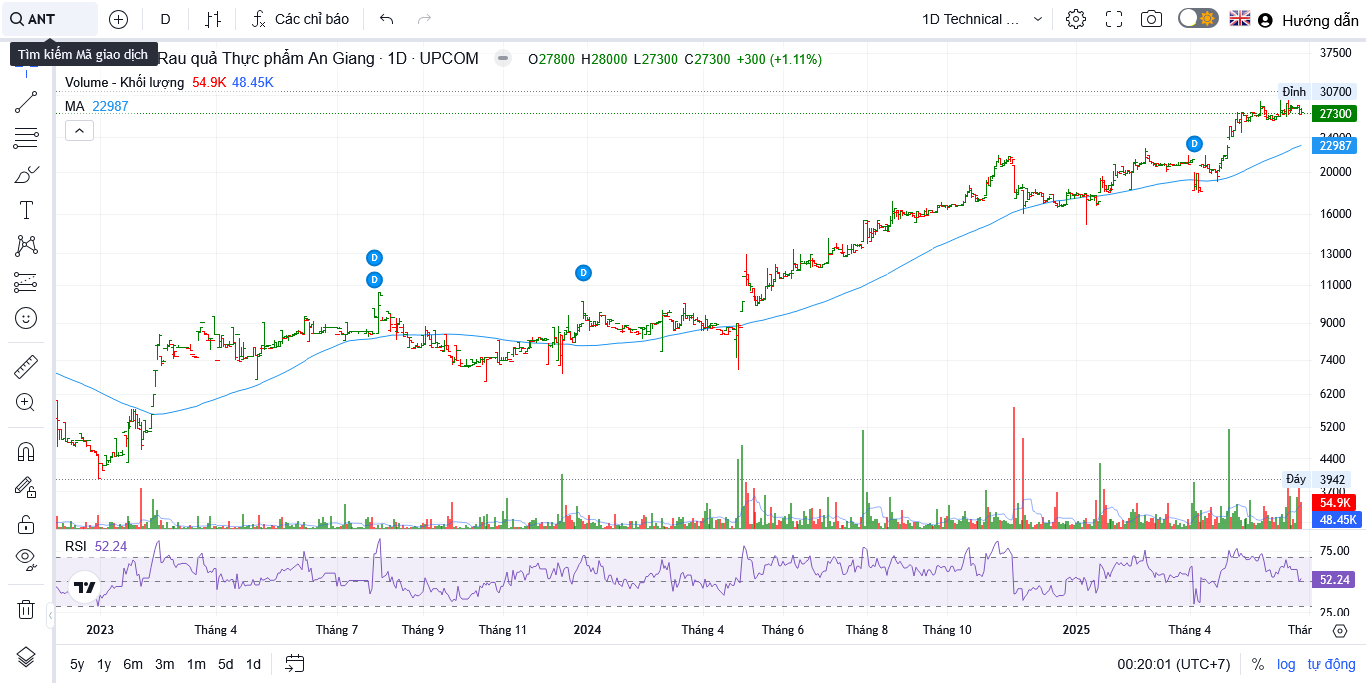 ANT D Các chỉ báo 1D Technical ... Hướng dẫn
Tìm kiếm Mã giao dịch Rau quả Thực phẩm An Giang · 1D · UPCOM O27800 H28000 L27300 C27300 +300 (+1.11%)
Volume - Khối lượng 54.9K 48.45K
MA 22987
37500
Đỉnh 30700
27300
24000
22987
20000
16000
13000
11000
9000
7400
6200
5200
4400
Đáy 3942
3700
54.9K
48.45K
D
D
D
D
RSI 52.24
75.00
52.24
25.00
2023 Tháng 4 Tháng 7 Tháng 9 Tháng 11 2024 Tháng 4 Tháng 6 Tháng 8 Tháng 10 2025 Tháng 4 Thár
5y 1y 6m 3m 1m 5d 1d 00:20:01 (UTC+7) % log tự động